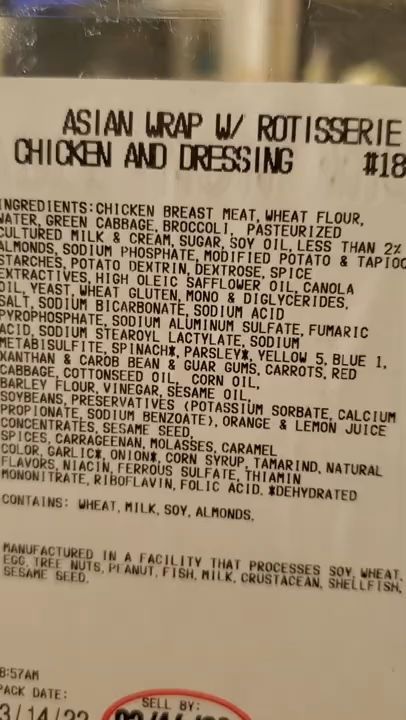 ASIAN WRAP W/ ROTISSERIE
CHICKEN AND DRESSING #18
INGREDIENTS: CHICKEN BREAST MEAT, WHEAT FLOUR,
WATER, GREEN CABBAGE, BROCCOLI, PASTEURIZED
CULTURED MILK & CREAM, SUGAR, SOY OIL, LESS THAN 2%
ALMONDS, SODIUM PHOSPHATE, MODIFIED POTATO & TAPIOC
STARCHES, POTATO DEXTRIN, DEXTROSE, SPICE
EXTRACTIVES, HIGH OLEIC SAFFLOWER OIL, CANOLA
OIL, YEAST, WHEAT GLUTEN, MONO & DIGLYCERIDES,
SALT, SODIUM BICARBONATE, SODIUM ACID
PYROPHOSPHATE, SODIUM ALUMINUM SULFATE, FUMARIC
ACID, SODIUM STEAROYL LACTYLATE, SODIUM
METABISULFITE, SPINACH*, PARSLEY*, YELLOW 5, BLUE 1,
XANTHAN & CAROB BEAN & GUAR GUMS, CARROTS, RED
CABBAGE, COTTONSEED OIL, CORN OIL,
BARLEY FLOUR, VINEGAR, SESAME OIL,
SOYBEANS, PRESERVATIVES (POTASSIUM SORBATE, CALCIUM
PROPIONATE, SODIUM BENZOATE), ORANGE & LEMON JUICE
CONCENTRATES, SESAME SEED,
SPICES, CARRAGEENAN, MOLASSES, CARAMEL
COLOR, GARLIC*, ONION*, CORN SYRUP, TAMARIND, NATURAL
FLAVORS, NIACIN, FERROUS SULFATE, THIAMIN
MONONITRATE, RIBOFLAVIN, FOLIC ACID. *DEHYDRATED
CONTAINS: WHEAT, MILK, SOY, ALMONDS.
MANUFACTURED IN A FACILITY THAT PROCESSES SOY, WHEAT,
EGG, TREE NUTS, PEANUT, FISH, MILK, CRUSTACEAN, SHELLFISH,
SESAME SEED.
8:57AM
PACK DATE:
3/14/22
SELL BY: